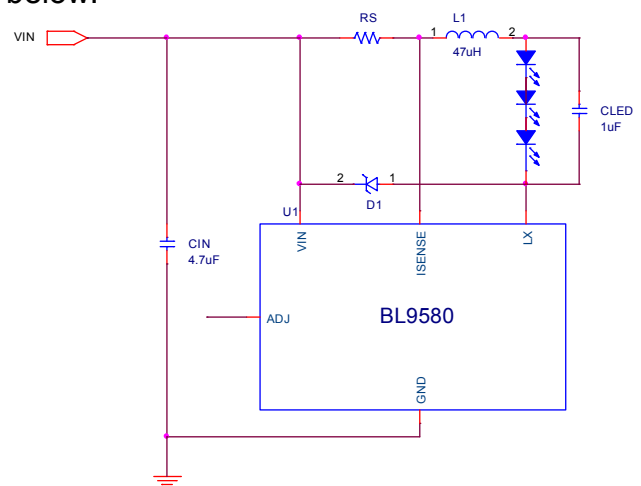 below.
VIN
RS
L1
1
2
47uH
CLED
1uF
2
1
D1
U1
VIN
ISENSE
LX
CIN
4.7uF
ADJ
BL9580
GND